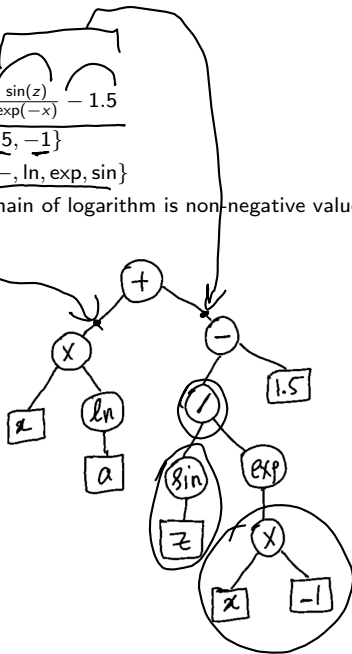 sin(z)
exp(−x) − 1.5
5, −1}
−, ln, exp, sin}
main of logarithm is non-negative value
+
×
−
x
ln
/
1.5
a
sin
exp
z
×
x
−1